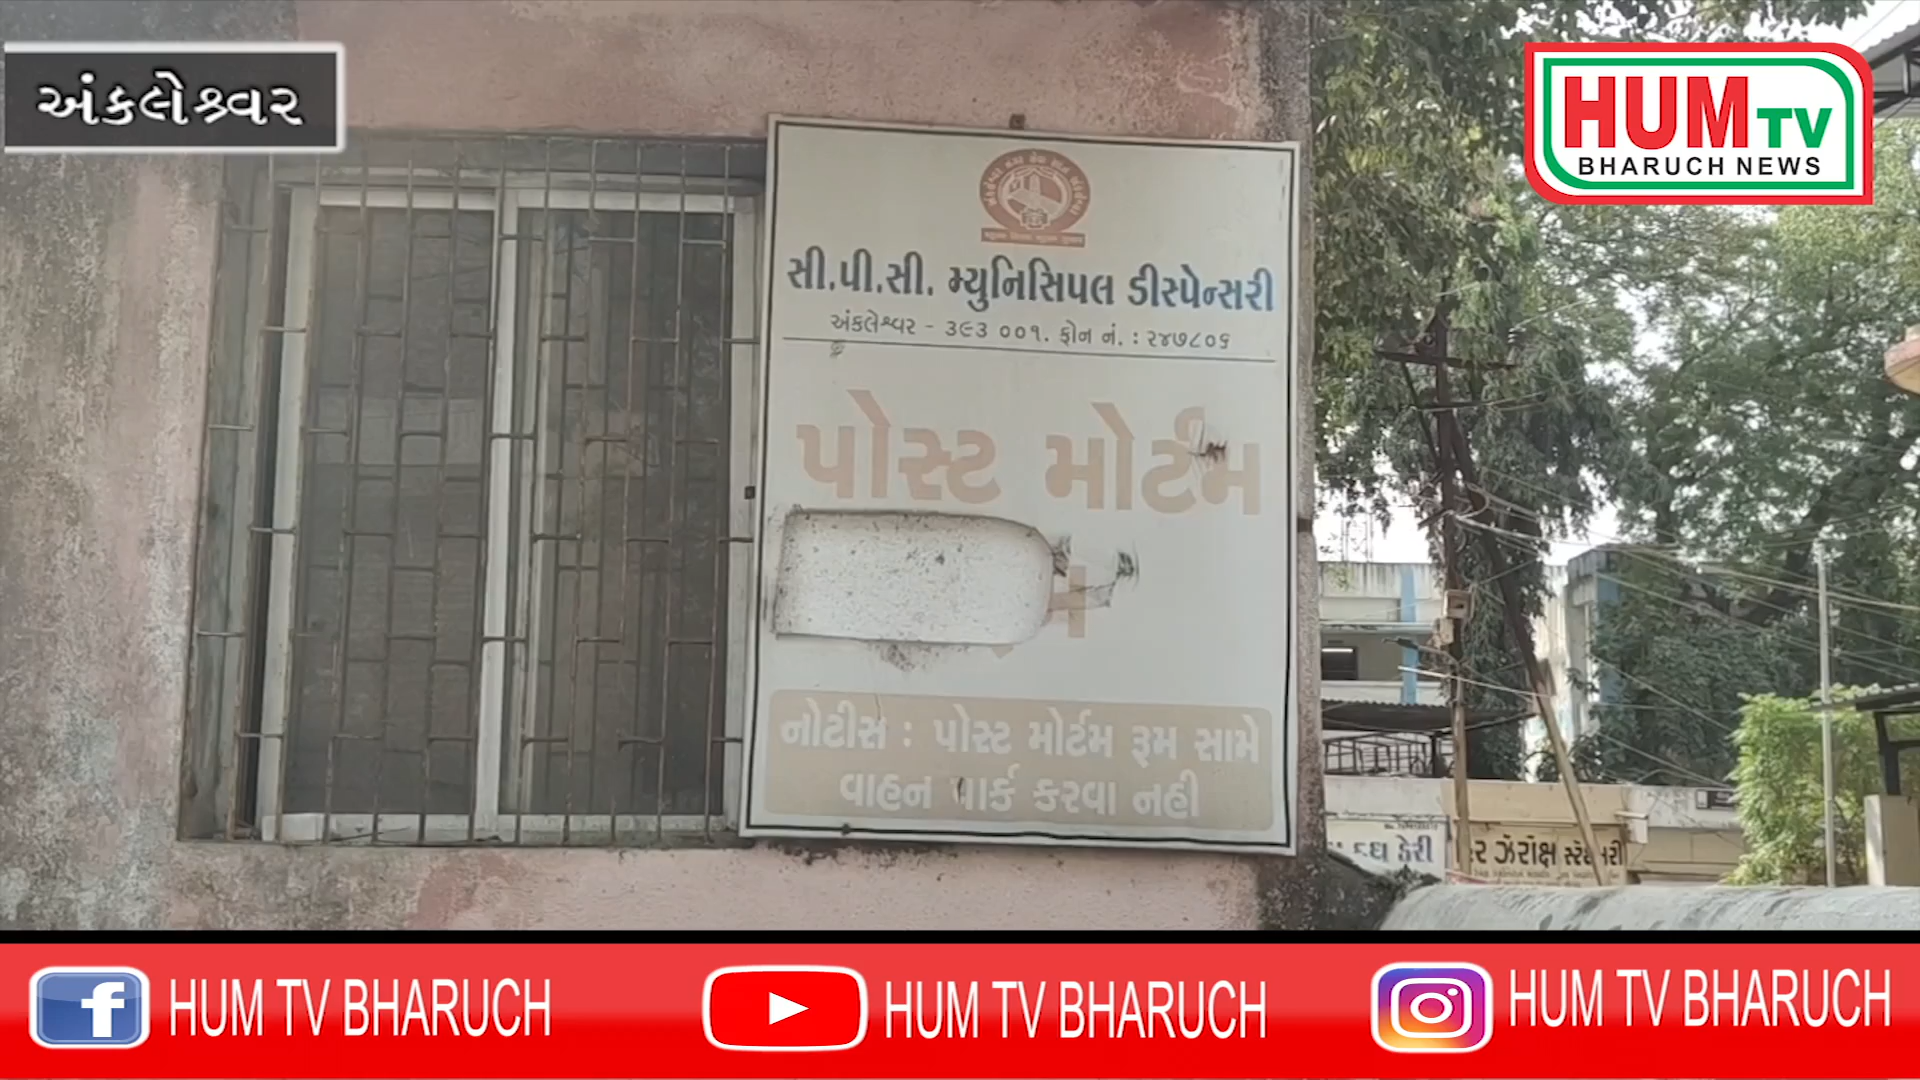 અંકલેશ્વર
HUM TV
BHARUCH NEWS
સી.પી.સી. મ્યુનિસિપલ ડીસ્પેન્સરી
અંકલેશ્વર - ૩૯૩ ૦૦૧. ફોન નં. : ૨૪૭૮૦૬
પોસ્ટ મોર્ટમ
નોટીસ : પોસ્ટ મોર્ટમ રૂમ સામે
વાહન પાર્ક કરવા નહી
ડેરી
ઝેરોક્ષ
HUM TV BHARUCH
HUM TV BHARUCH
HUM TV BHARUCH